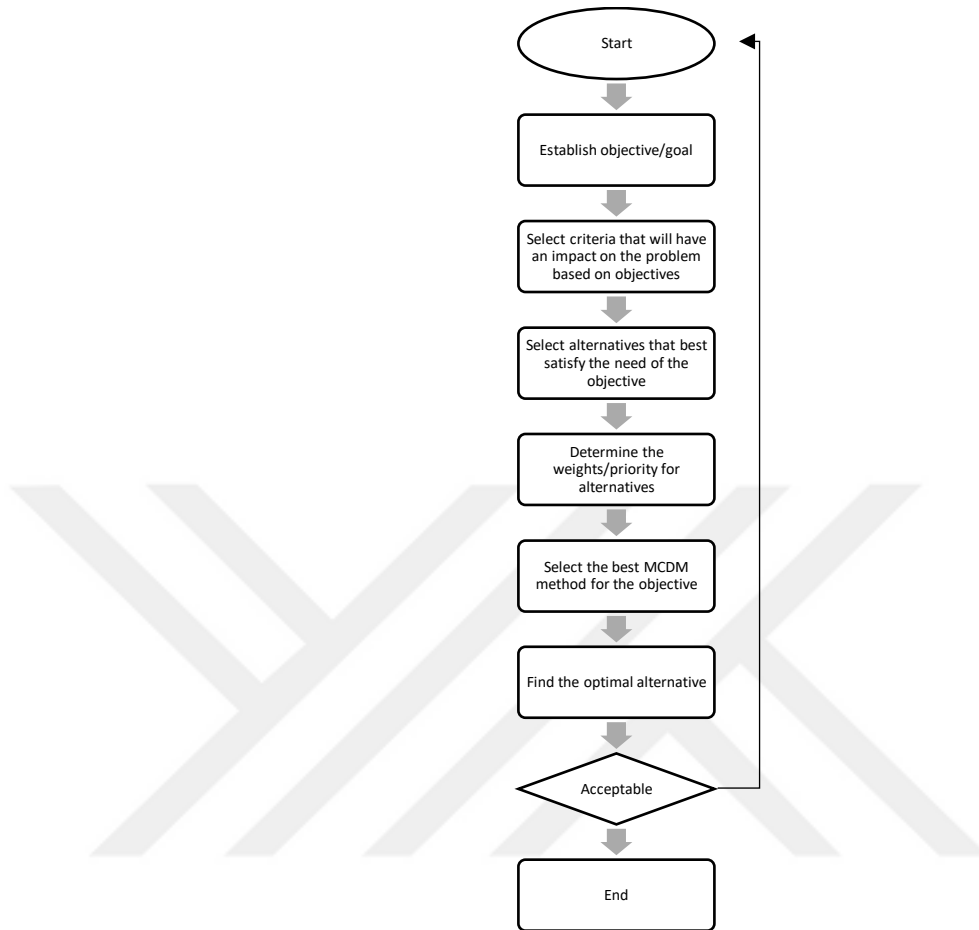 Start
Establish objective/goal
Select criteria that will have
an impact on the problem
based on objectives
Select alternatives that best
satisfy the need of the
objective
Determine the
weights/priority for
alternatives
Select the best MCDM
method for the objective
Find the optimal alternative
Acceptable
End